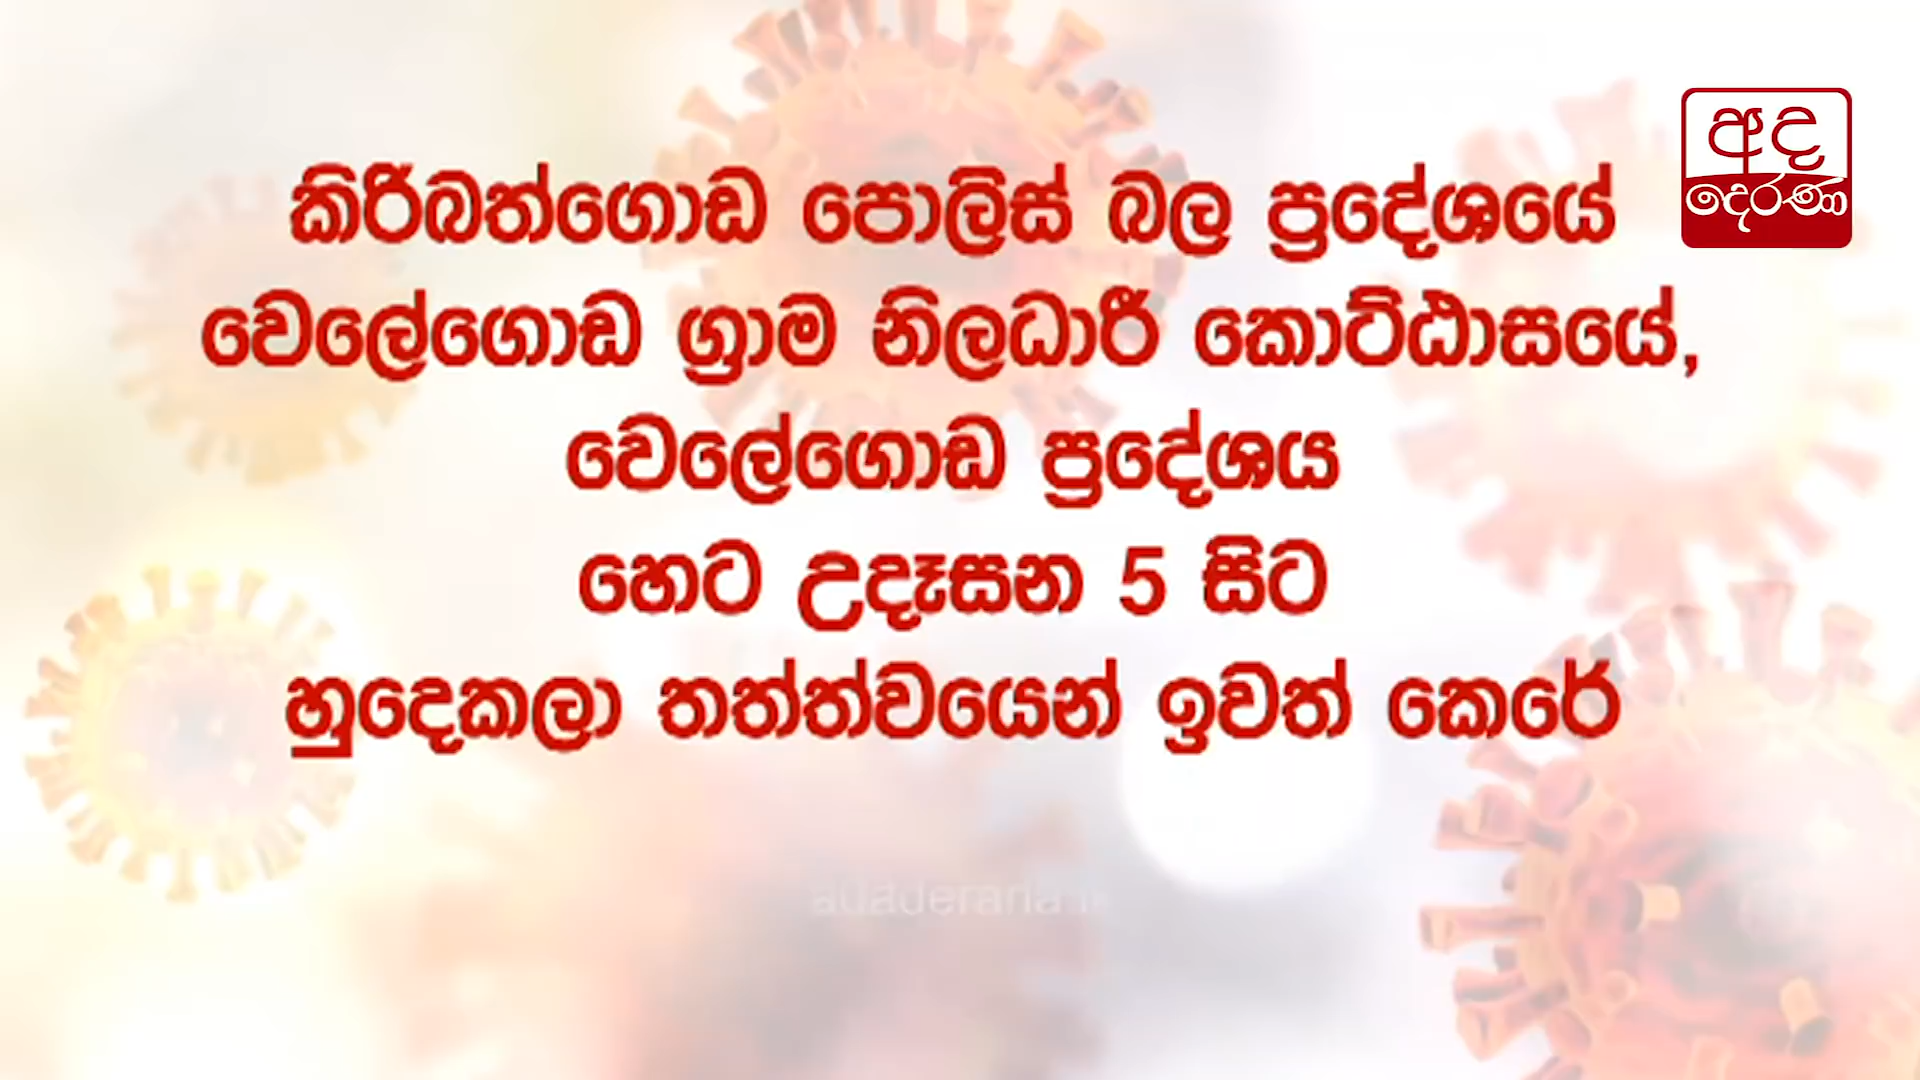 අද
දෙරණ
කිරිබත්ගොඩ පොලිස් බල ප්‍රදේශයේ
වෙලේගොඩ ග්‍රාම නිලධාරී කොට්ඨාසයේ,
වෙලේගොඩ ප්‍රදේශය
හෙට උදෑසන 5 සිට
හුදෙකලා තත්ත්වයෙන් ඉවත් කෙරේ